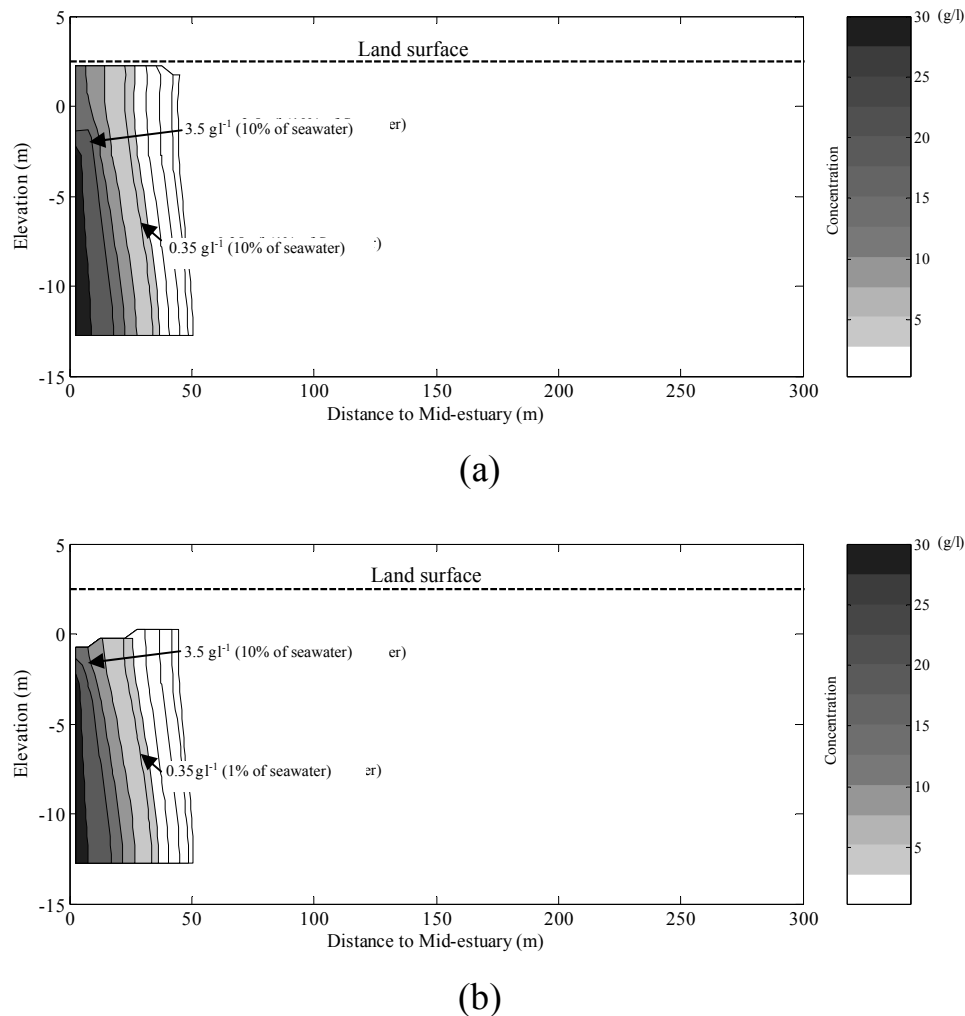 5
0
-5
-10
-15
Elevation (m)
Land surface
3.5 gl⁻¹ (10% of seawater) er)
0.35 gl⁻¹ (10% of seawater) )
0 50 100 150 200 250 300
Distance to Mid-estuary (m)
30 (g/l)
25
20
15
10
5
Concentration
(a)
5
0
-5
-10
-15
Elevation (m)
Land surface
3.5 gl⁻¹ (10% of seawater) er)
0.35 gl⁻¹ (1% of seawater) er)
0 50 100 150 200 250 300
Distance to Mid-estuary (m)
30 (g/l)
25
20
15
10
5
Concentration
(b)